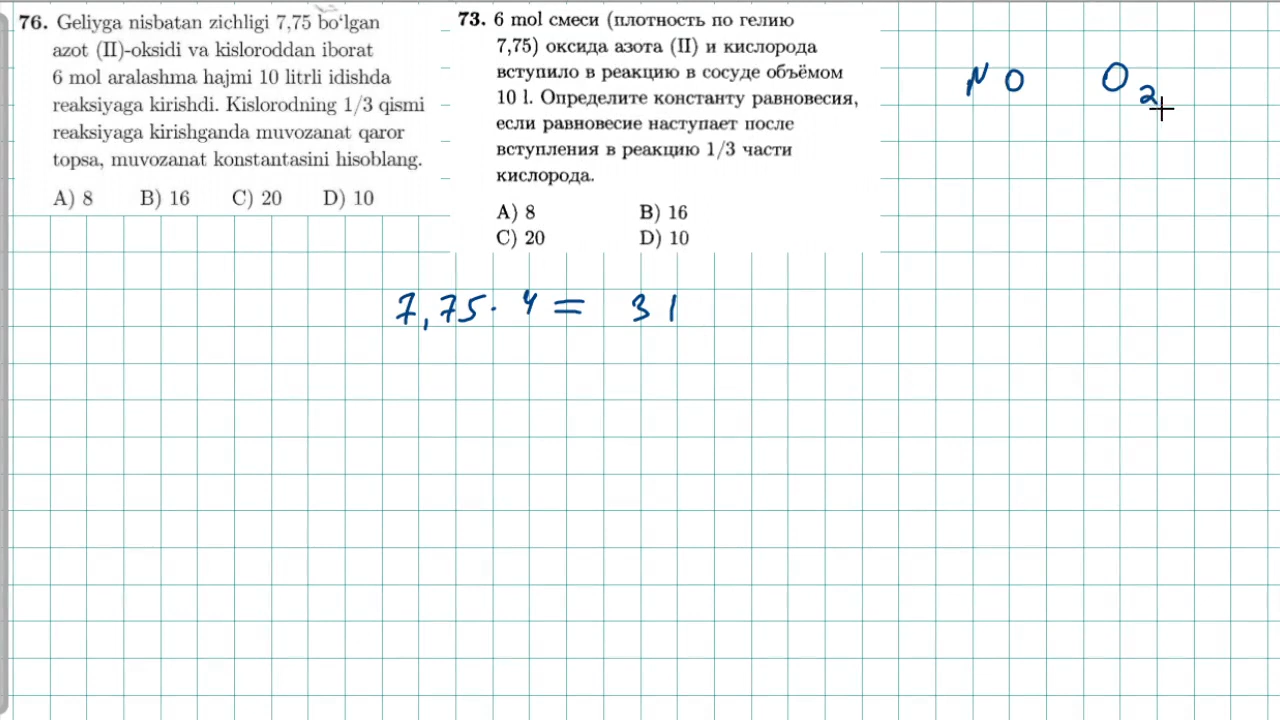 76. Geliyga nisbatan zichligi 7,75 bo‘lgan
azot (II)-oksidi va kisloroddan iborat
6 mol aralashma hajmi 10 litrli idishda
reaksiyaga kirishdi. Kislorodning 1/3 qismi
reaksiyaga kirishganda muvozanat qaror
topsa, muvozanat konstantasini hisoblang.
A) 8 B) 16 C) 20 D) 10
73. 6 mol смеси (плотность по гелию
7,75) оксида азота (II) и кислорода
вступило в реакцию в сосуде объёмом
10 l. Определите константу равновесия,
если равновесие наступает после
вступления в реакцию 1/3 части
кислорода.
A) 8 B) 16
C) 20 D) 10
NO O2
7,75 · 4 = 31